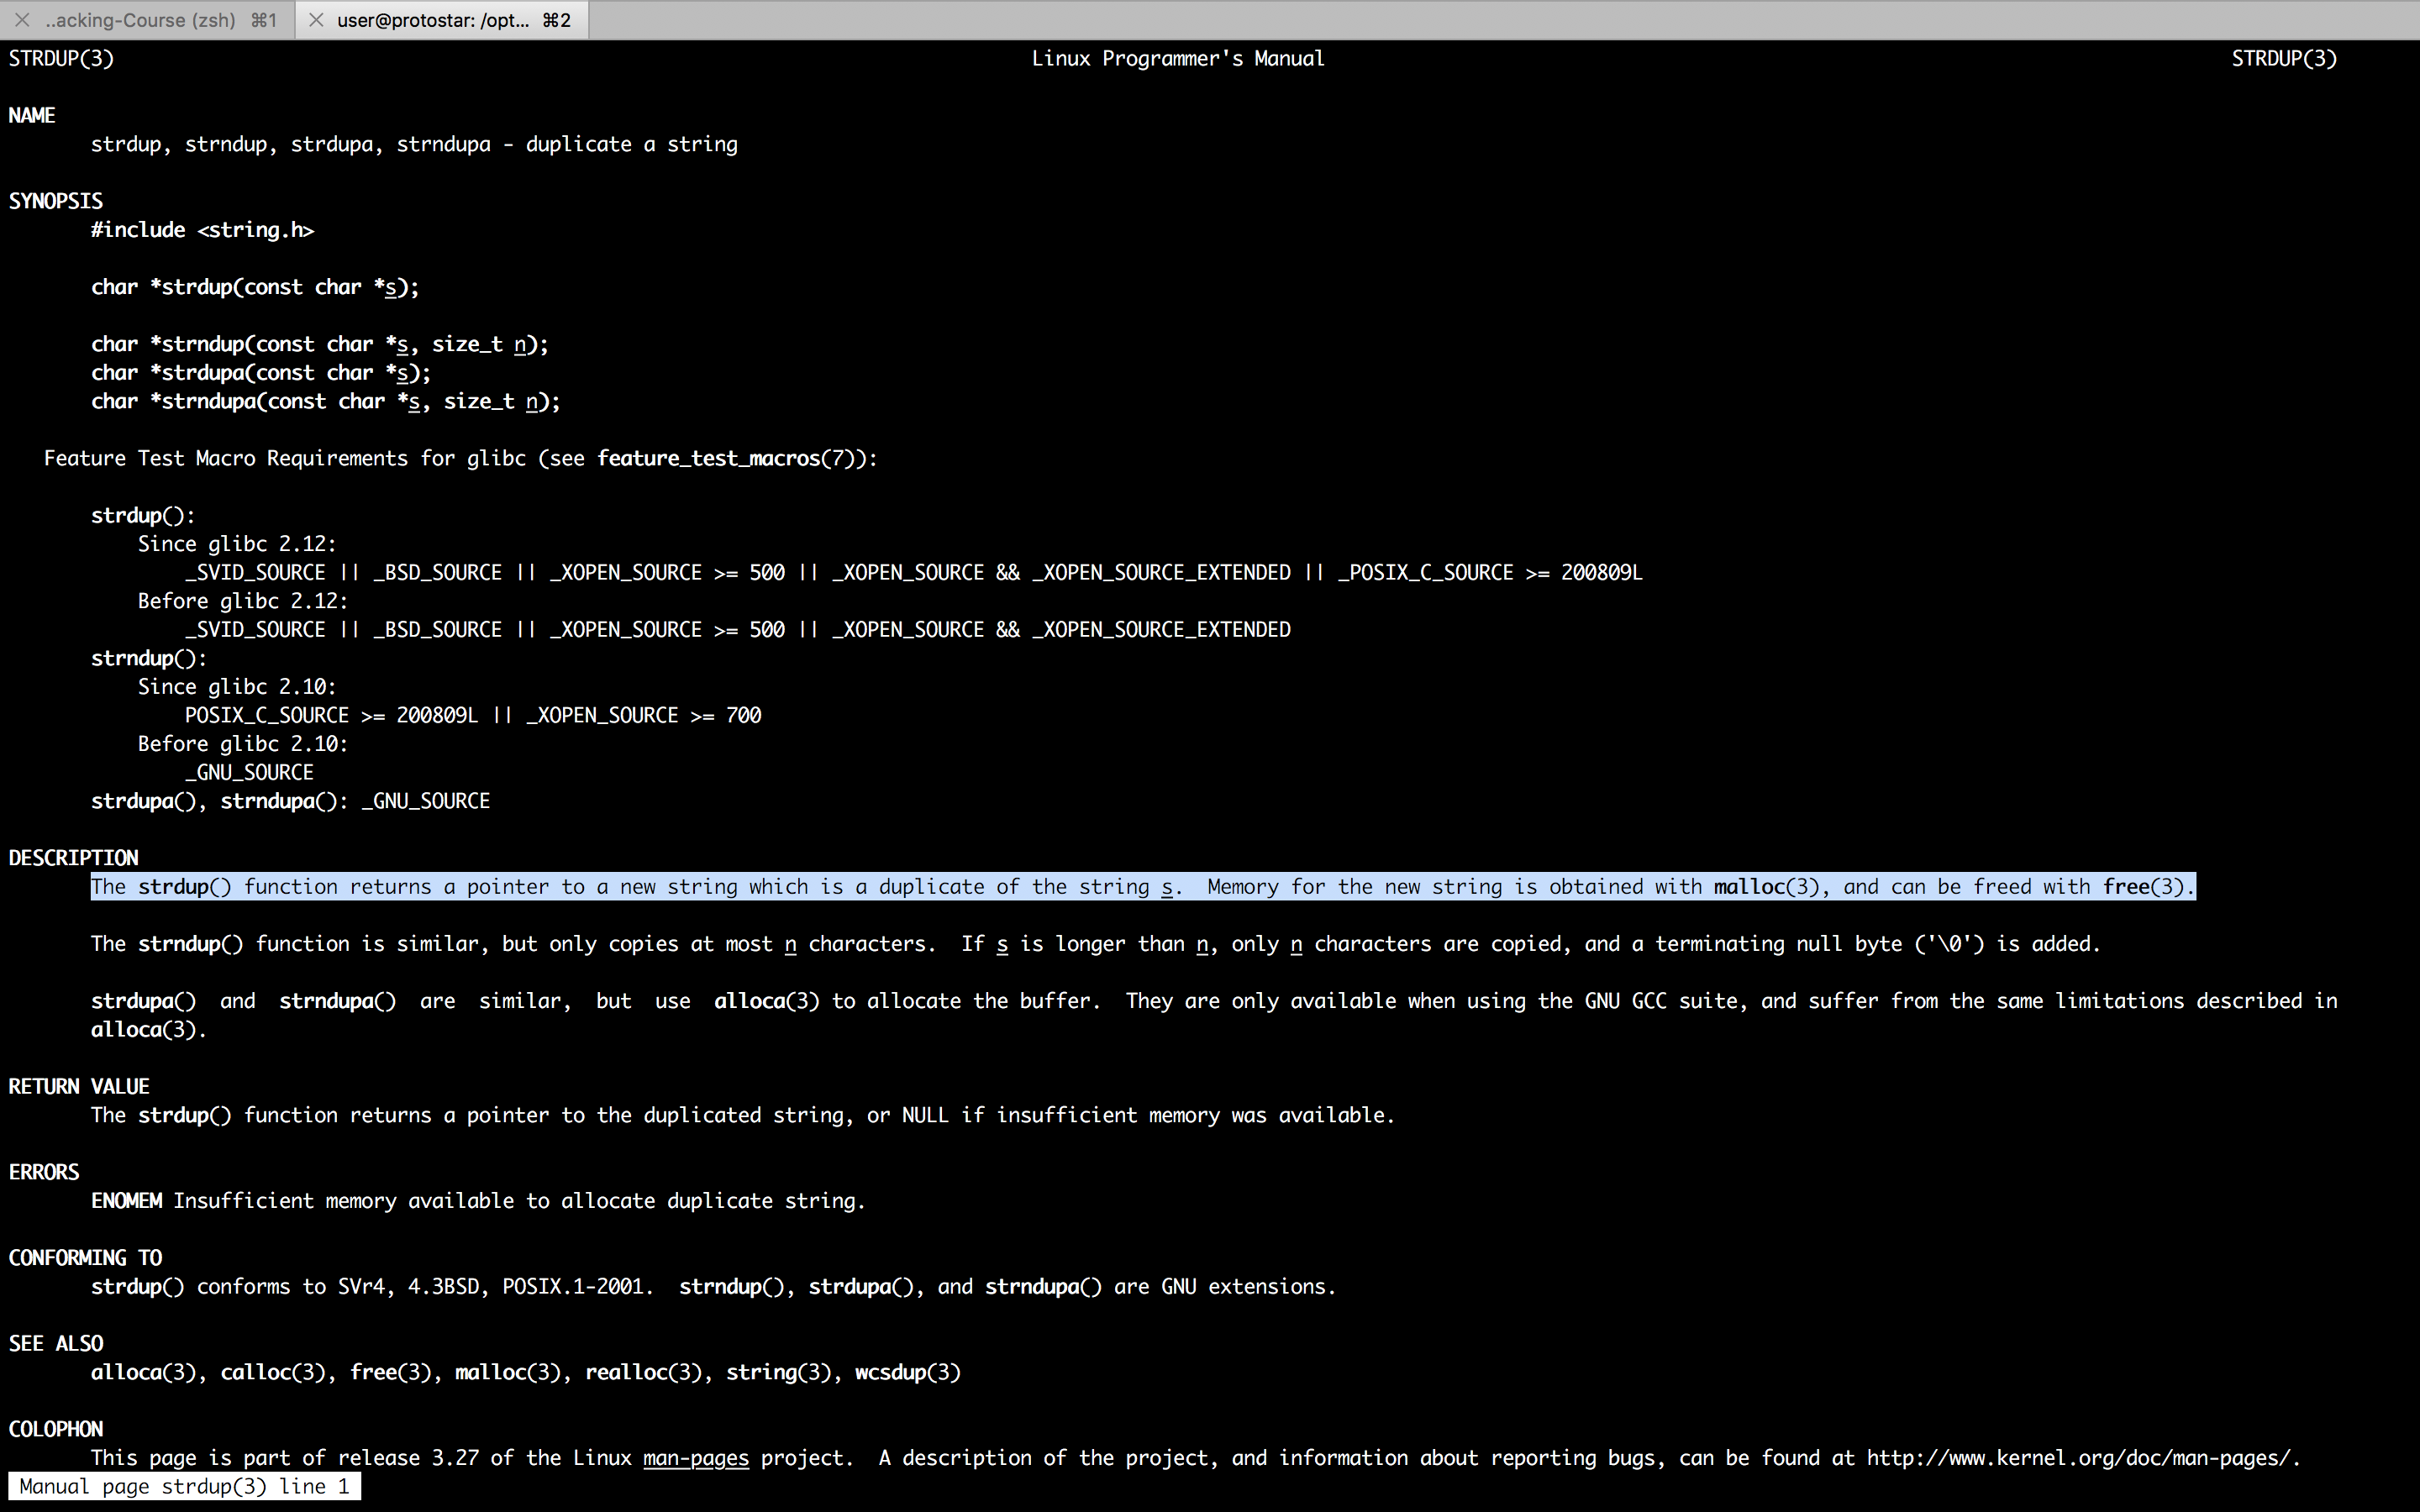 ..acking-Course (zsh) ⌘1 user@protostar: /opt... ⌘2
STRDUP(3) Linux Programmer's Manual STRDUP(3)
NAME
strdup, strndup, strdupa, strndupa - duplicate a string
SYNOPSIS
#include <string.h>
char *strdup(const char *s);
char *strndup(const char *s, size_t n);
char *strdupa(const char *s);
char *strndupa(const char *s, size_t n);
Feature Test Macro Requirements for glibc (see feature_test_macros(7)):
strdup():
Since glibc 2.12:
_SVID_SOURCE || _BSD_SOURCE || _XOPEN_SOURCE >= 500 || _XOPEN_SOURCE && _XOPEN_SOURCE_EXTENDED || _POSIX_C_SOURCE >= 200809L
Before glibc 2.12:
_SVID_SOURCE || _BSD_SOURCE || _XOPEN_SOURCE >= 500 || _XOPEN_SOURCE && _XOPEN_SOURCE_EXTENDED
strndup():
Since glibc 2.10:
POSIX_C_SOURCE >= 200809L || _XOPEN_SOURCE >= 700
Before glibc 2.10:
_GNU_SOURCE
strdupa(), strndupa(): _GNU_SOURCE
DESCRIPTION
The strdup() function returns a pointer to a new string which is a duplicate of the string s.  Memory for the new string is obtained with malloc(3), and can be freed with free(3).
The strndup() function is similar, but only copies at most n characters.  If s is longer than n, only n characters are copied, and a terminating null byte ('\0') is added.
strdupa()  and  strndupa()  are  similar,  but  use  alloca(3) to allocate the buffer.  They are only available when using the GNU GCC suite, and suffer from the same limitations described in
alloca(3).
RETURN VALUE
The strdup() function returns a pointer to the duplicated string, or NULL if insufficient memory was available.
ERRORS
ENOMEM Insufficient memory available to allocate duplicate string.
CONFORMING TO
strdup() conforms to SVr4, 4.3BSD, POSIX.1-2001.  strndup(), strdupa(), and strndupa() are GNU extensions.
SEE ALSO
alloca(3), calloc(3), free(3), malloc(3), realloc(3), string(3), wcsdup(3)
COLOPHON
This page is part of release 3.27 of the Linux man-pages project.  A description of the project, and information about reporting bugs, can be found at http://www.kernel.org/doc/man-pages/.
Manual page strdup(3) line 1